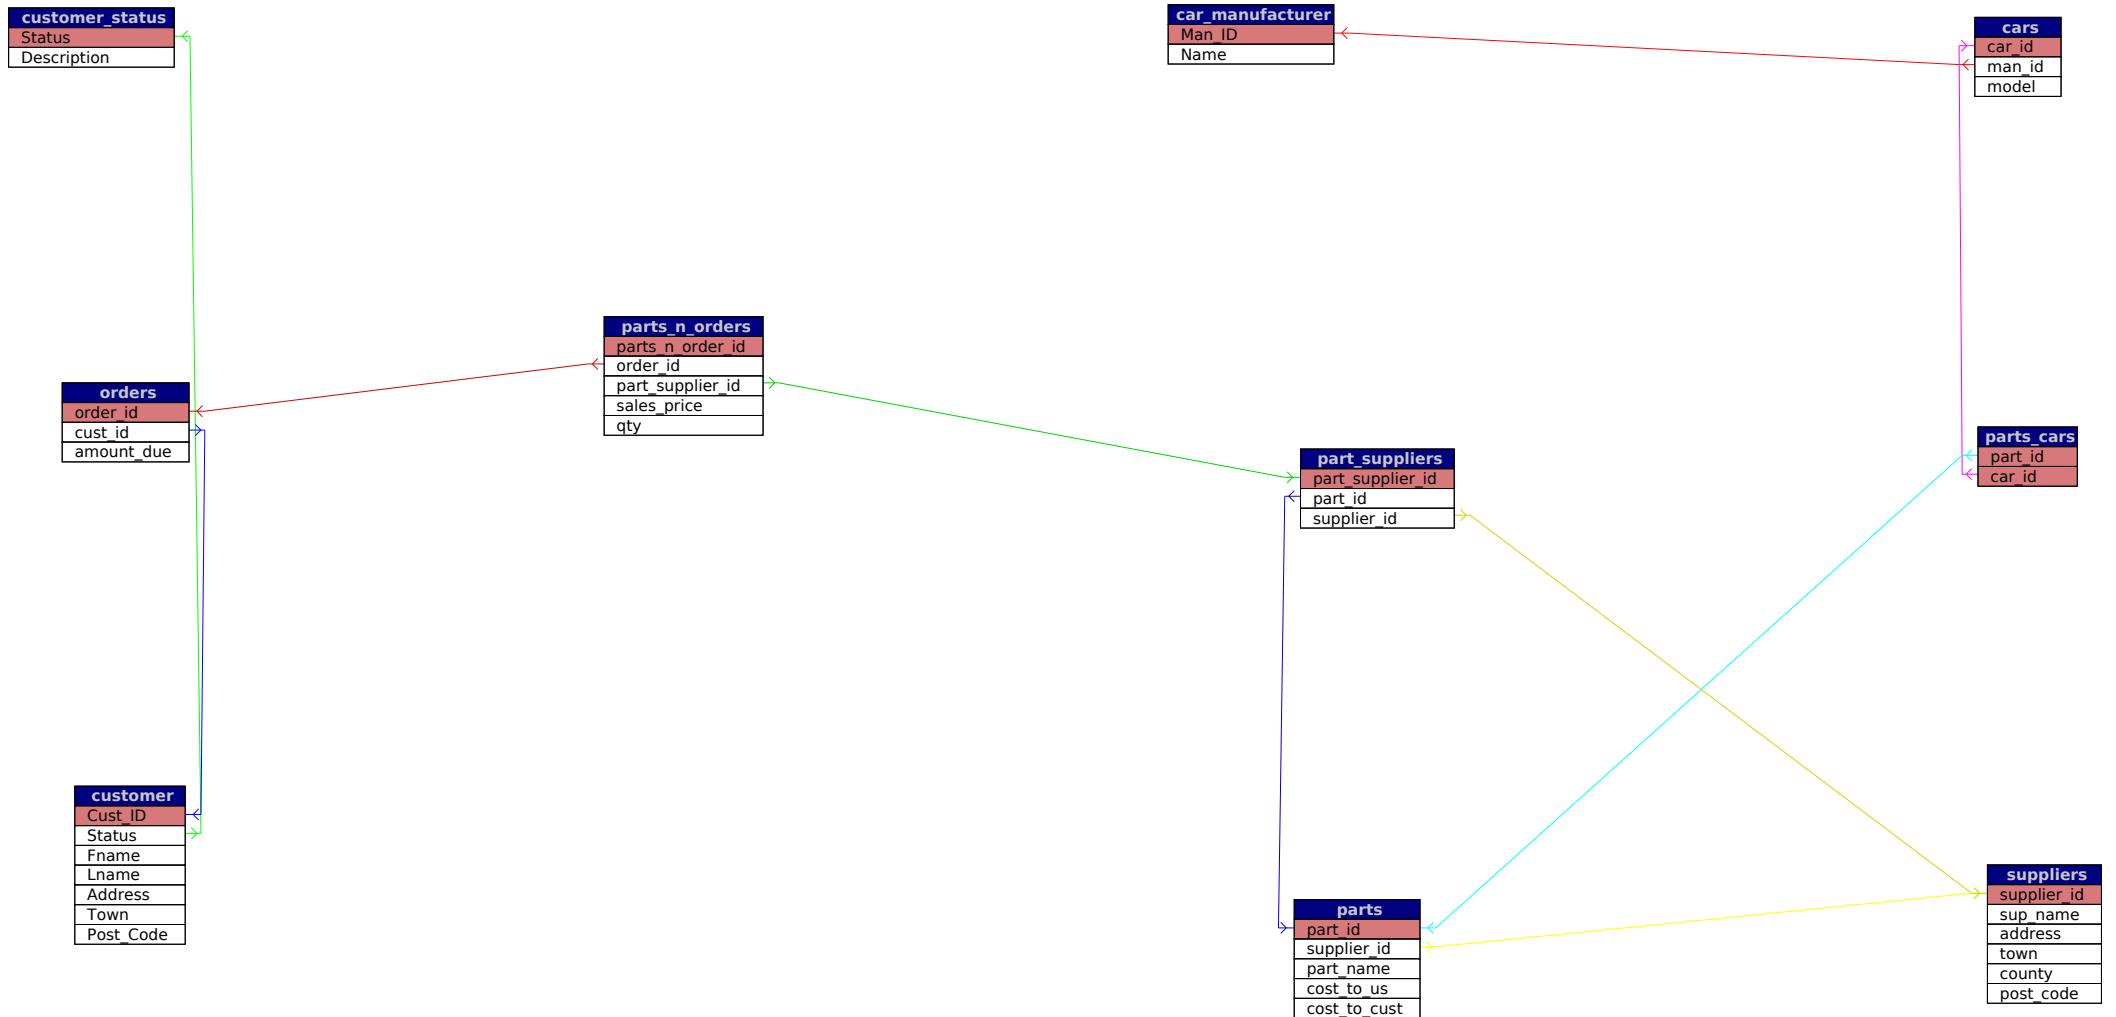 customer_status
Status
Description
car_manufacturer
Man_ID
Name
cars
car_id
man_id
model
parts_n_orders
parts_n_order_id
order_id
part_supplier_id
sales_price
qty
orders
order_id
cust_id
amount_due
part_suppliers
part_supplier_id
part_id
supplier_id
parts_cars
part_id
car_id
customer
Cust_ID
Status
Fname
Lname
Address
Town
Post_Code
parts
part_id
supplier_id
part_name
cost_to_us
cost_to_cust
suppliers
supplier_id
sup_name
address
town
county
post_code